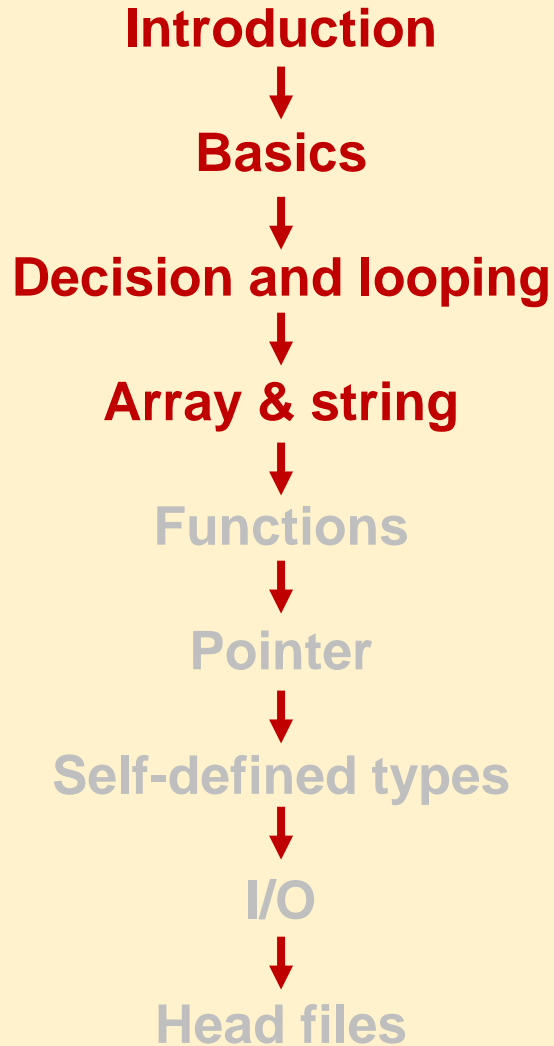 Introduction
Basics
Decision and looping
Array & string
Functions
Pointer
Self-defined types
I/O
Head files